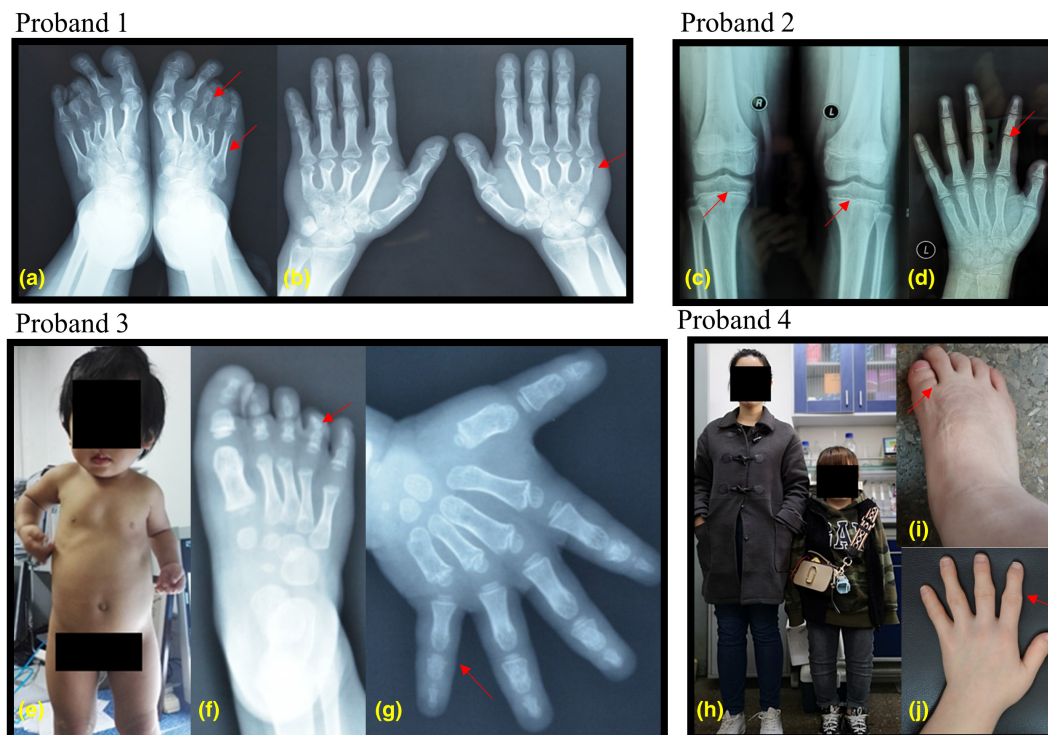 Proband 1
Proband 2
(a)
(b)
R
L
(c)
L
(d)
Proband 3
Proband 4
(e)
(f)
(g)
(h)
(i)
(j)